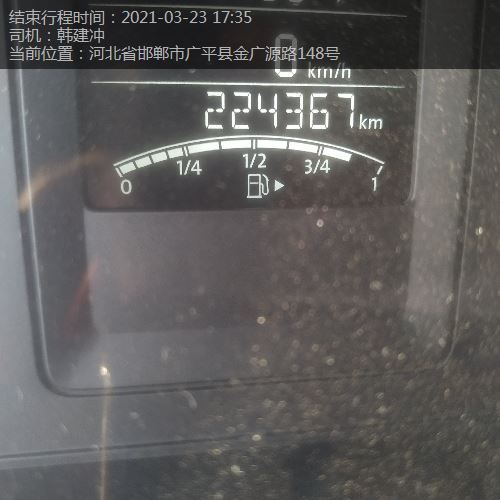 结束行程时间：2021-03-23 17:35
司机：韩建冲
当前位置：河北省邯郸市广平县金广源路148号
0 km/h
224367 km
0 1/4 1/2 3/4 1